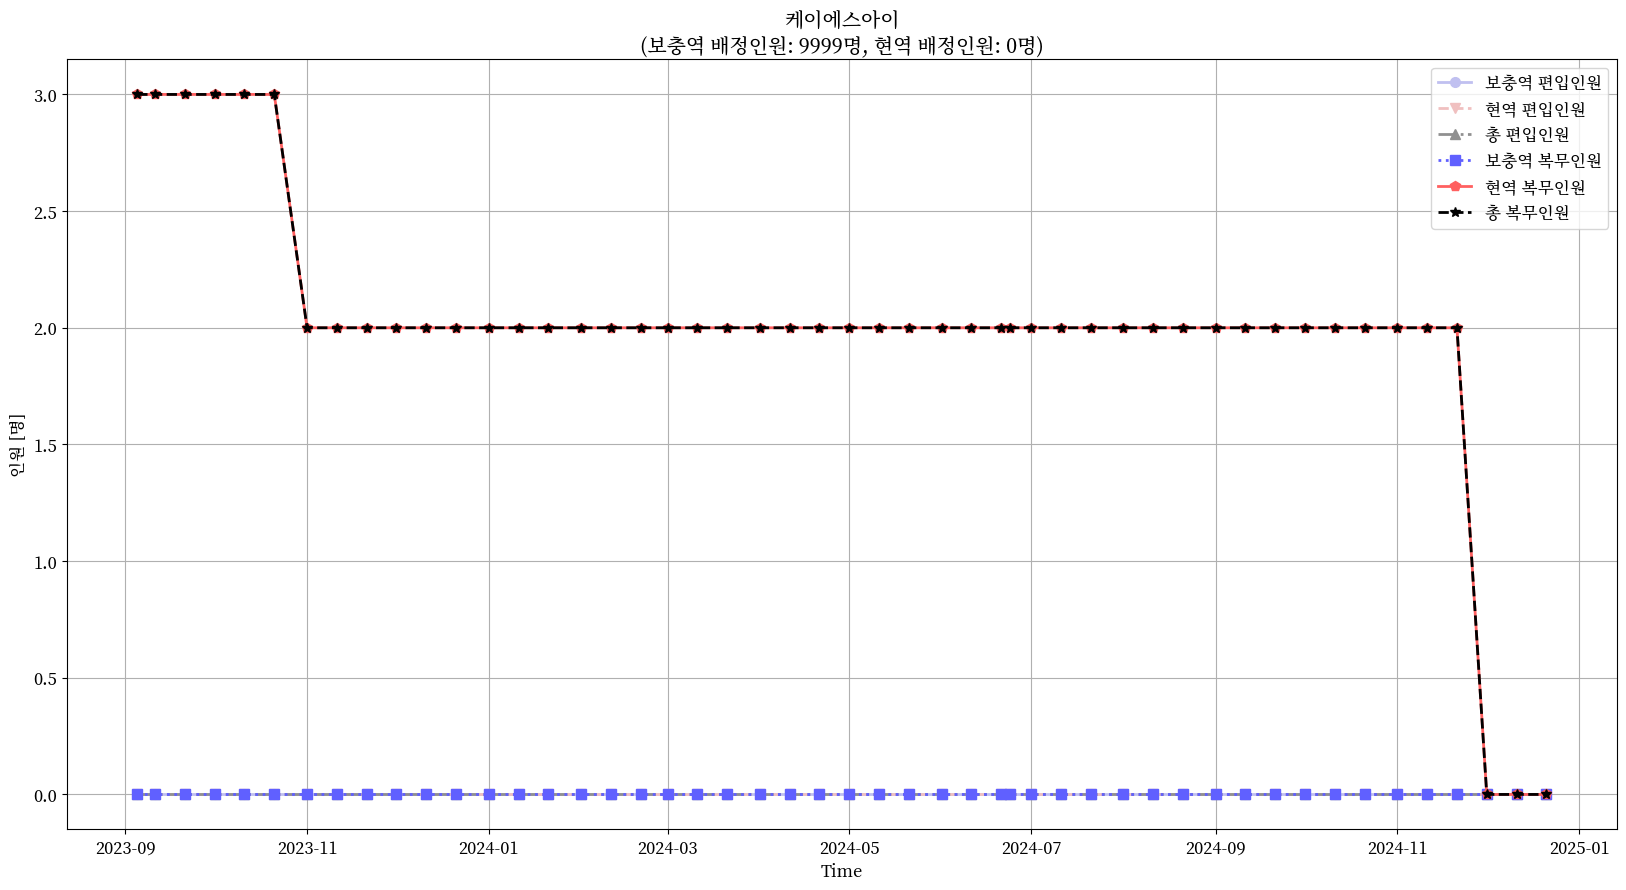 케이에스아이
(보충역 배정인원: 9999명, 현역 배정인원: 0명)
보충역 편입인원
현역 편입인원
총 편입인원
보충역 복무인원
현역 복무인원
총 복무인원
인원 [명]
3.0
2.5
2.0
1.5
1.0
0.5
0.0
2023-09 2023-11 2024-01 2024-03 2024-05 2024-07 2024-09 2024-11 2025-01
Time